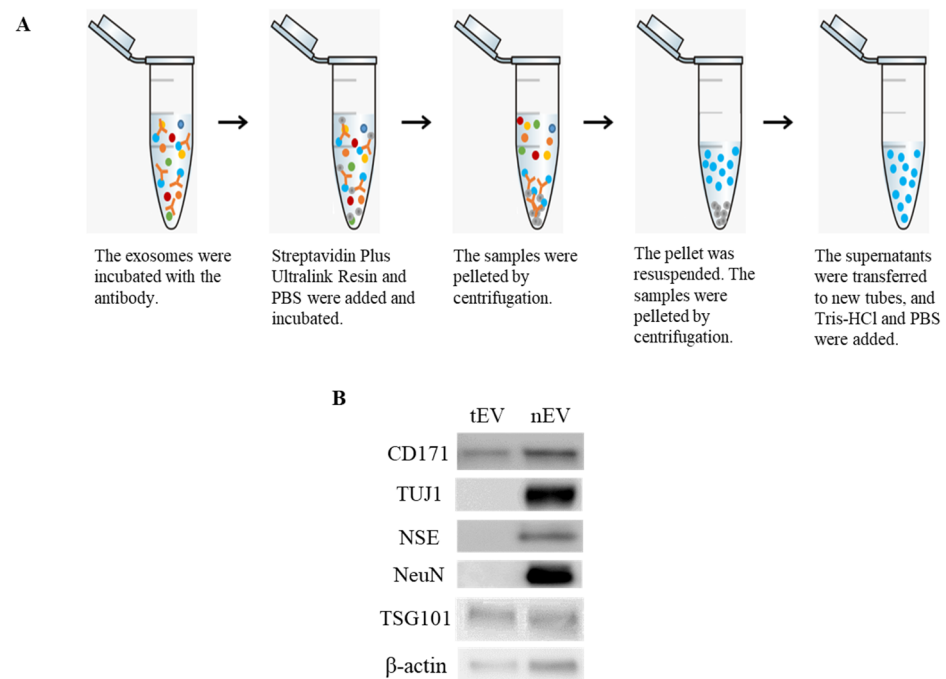 A
The exosomes were
incubated with the
antibody.
Streptavidin Plus
Ultralink Resin and
PBS were added and
incubated.
The samples were
pelleted by
centrifugation.
The pellet was
resuspended. The
samples were
pelleted by
centrifugation.
The supernatants
were transferred
to new tubes, and
Tris-HCl and PBS
were added.
B
tEV nEV
CD171
TUJ1
NSE
NeuN
TSG101
β-actin